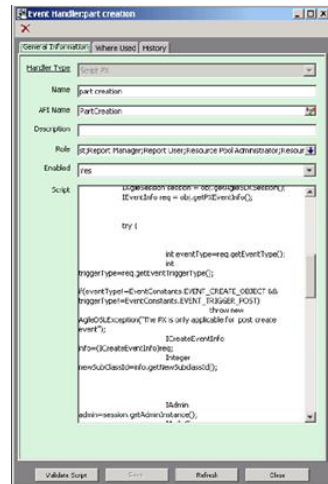 Event Handler:part creation
General Information Where Used History
Handler Type Script PX
Name part creation
API Name PartCreation
Description
Role st;Report Manager;Report User;Resource Pool Administrator;Resour
Enabled Yes
Script IAgileSession session = obj.getAgileSDKSession();
IEventInfo req = obj.getPXEventInfo();
try {
int eventType=req.getEventType();
int
triggerType=req.getEventTriggerType();
if(eventType!=EventConstants.EVENT_CREATE_OBJECT &&
triggerType!=EventConstants.EVENT_TRIGGER_POST)
throw new
AgileDSLException("The PX is only applicable for post create
event");
ICreateEventInfo
info=(ICreateEventInfo)req;
Integer
newSubClassId=info.getNewSubclassId();
IAdmin
admin=session.getAdminInstance();
Validate Script Save Refresh Close